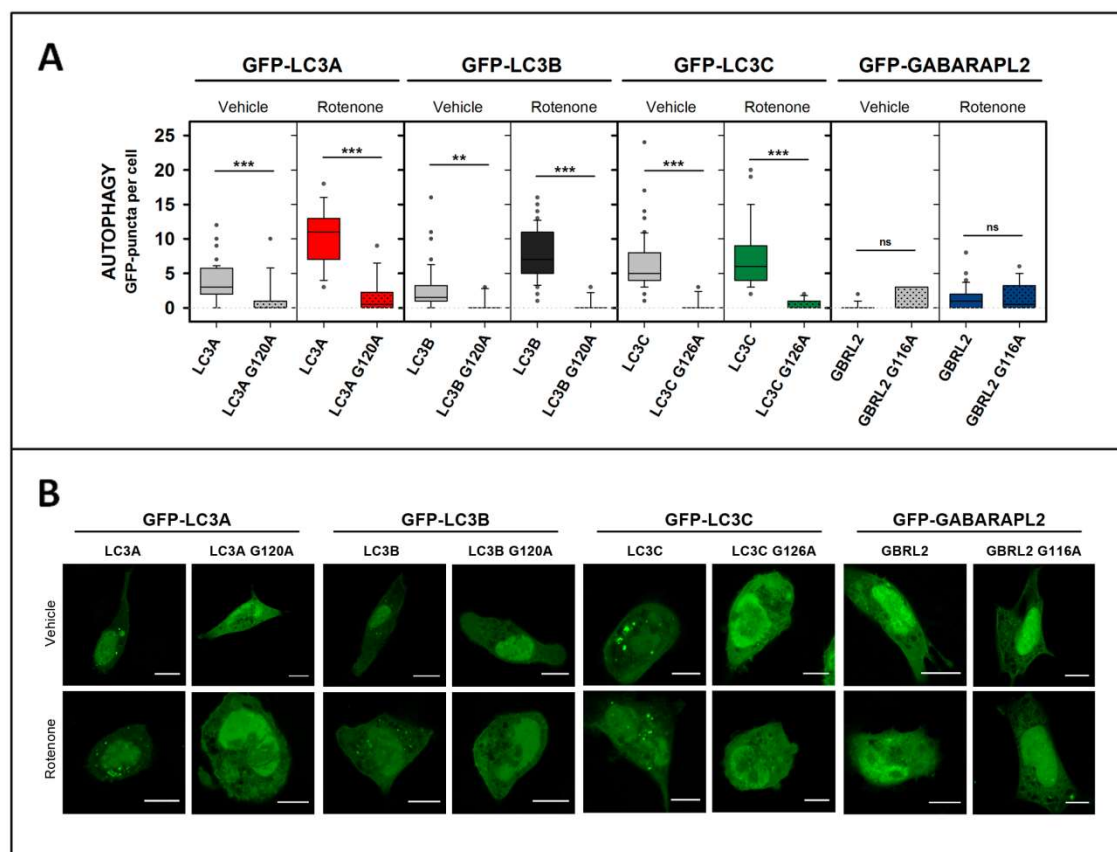 A
GFP-LC3A GFP-LC3B GFP-LC3C GFP-GABARAPL2
Vehicle Rotenone Vehicle Rotenone Vehicle Rotenone Vehicle Rotenone
AUTOPHAGY
GFP-puncta per cell
25
20
15
10
5
0
*** *** ** *** *** *** ns ns
LC3A LC3A G120A LC3A LC3A G120A LC3B LC3B G120A LC3B LC3B G120A LC3C LC3C G126A LC3C LC3C G126A GBRL2 GBRL2 G116A GBRL2 GBRL2 G116A
B
GFP-LC3A GFP-LC3B GFP-LC3C GFP-GABARAPL2
LC3A LC3A G120A LC3B LC3B G120A LC3C LC3C G126A GBRL2 GBRL2 G116A
Vehicle
Rotenone